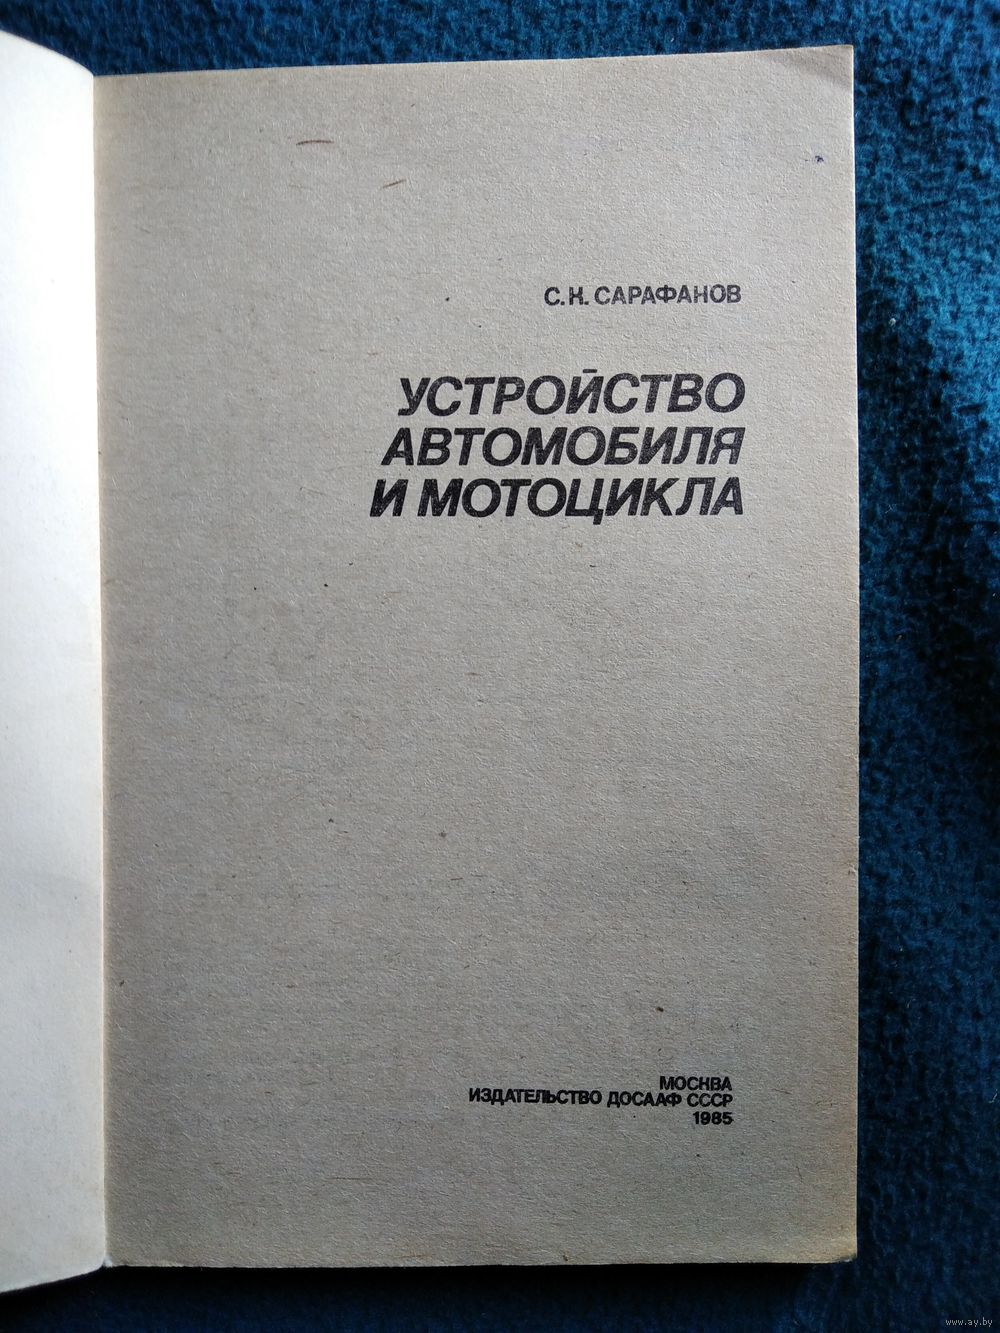 С. К. САРАФАНОВ
УСТРОЙСТВО
АВТОМОБИЛЯ
И МОТОЦИКЛА
МОСКВА
ИЗДАТЕЛЬСТВО ДОСААФ СССР
1985
www.ay.by